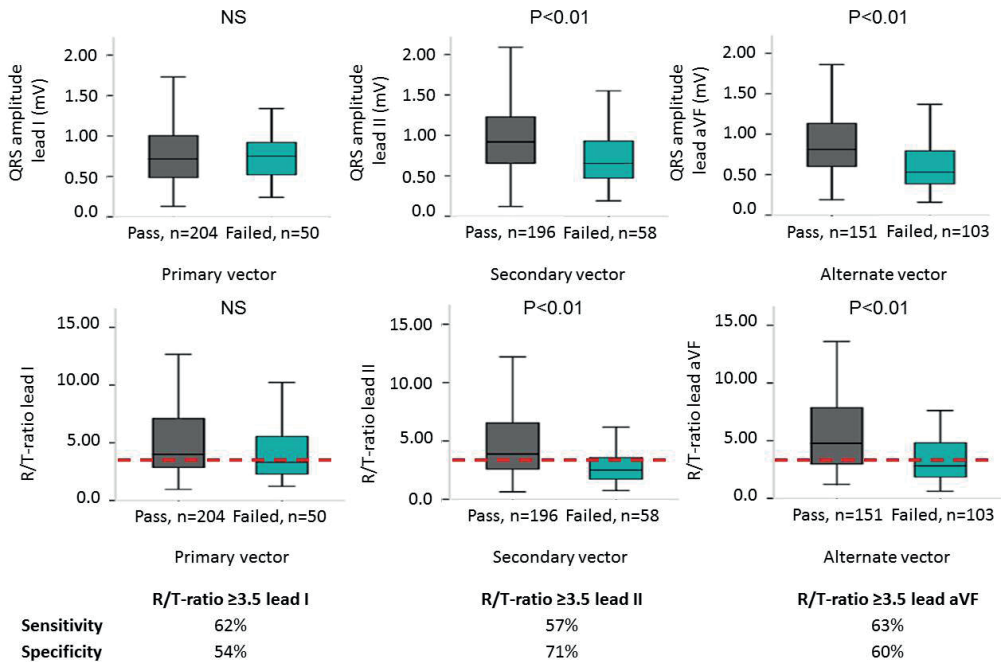 NS P<0.01 P<0.01
QRS amplitude
lead I (mV)
2.00
1.50
1.00
0.50
0.0
Pass, n=204 Failed, n=50
Primary vector
QRS amplitude
lead II (mV)
2.00
1.50
1.00
0.50
0.0
Pass, n=196 Failed, n=58
Secondary vector
QRS amplitude
lead aVF (mV)
2.00
1.50
1.00
0.50
0.0
Pass, n=151 Failed, n=103
Alternate vector
NS P<0.01 P<0.01
R/T-ratio lead I
15.00
10.00
5.00
0.0
Pass, n=204 Failed, n=50
Primary vector
R/T-ratio lead II
15.00
10.00
5.00
0.0
Pass, n=196 Failed, n=58
Secondary vector
R/T-ratio lead aVF
15.00
10.00
5.00
0.0
Pass, n=151 Failed, n=103
Alternate vector
R/T-ratio ≥3.5 lead I R/T-ratio ≥3.5 lead II R/T-ratio ≥3.5 lead aVF
Sensitivity 62% 57% 63%
Specificity 54% 71% 60%